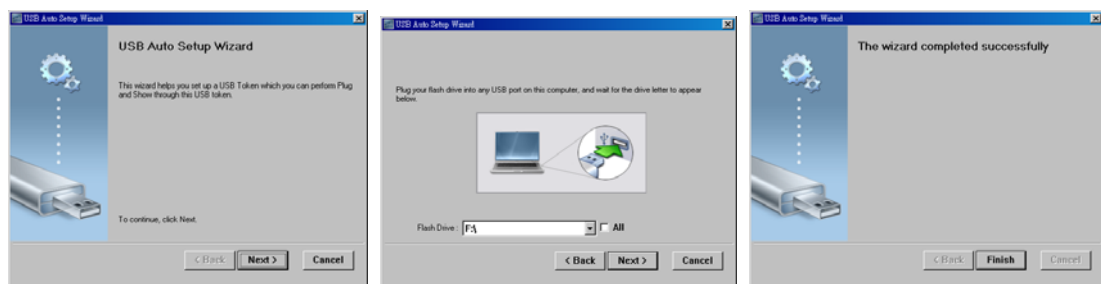 USB Auto Setup Wizard
USB Auto Setup Wizard
This wizard helps you set up a USB Token which you can perform Plug
and Show through this USB token.
To continue, click Next.
< Back
Next >
Cancel
USB Auto Setup Wizard
Plug your flash drive into any USB port on this computer, and wait for the drive letter to appear
below.
Flash Drive : F:\
All
< Back
Next >
Cancel
USB Auto Setup Wizard
The wizard completed successfully
< Back
Finish
Cancel